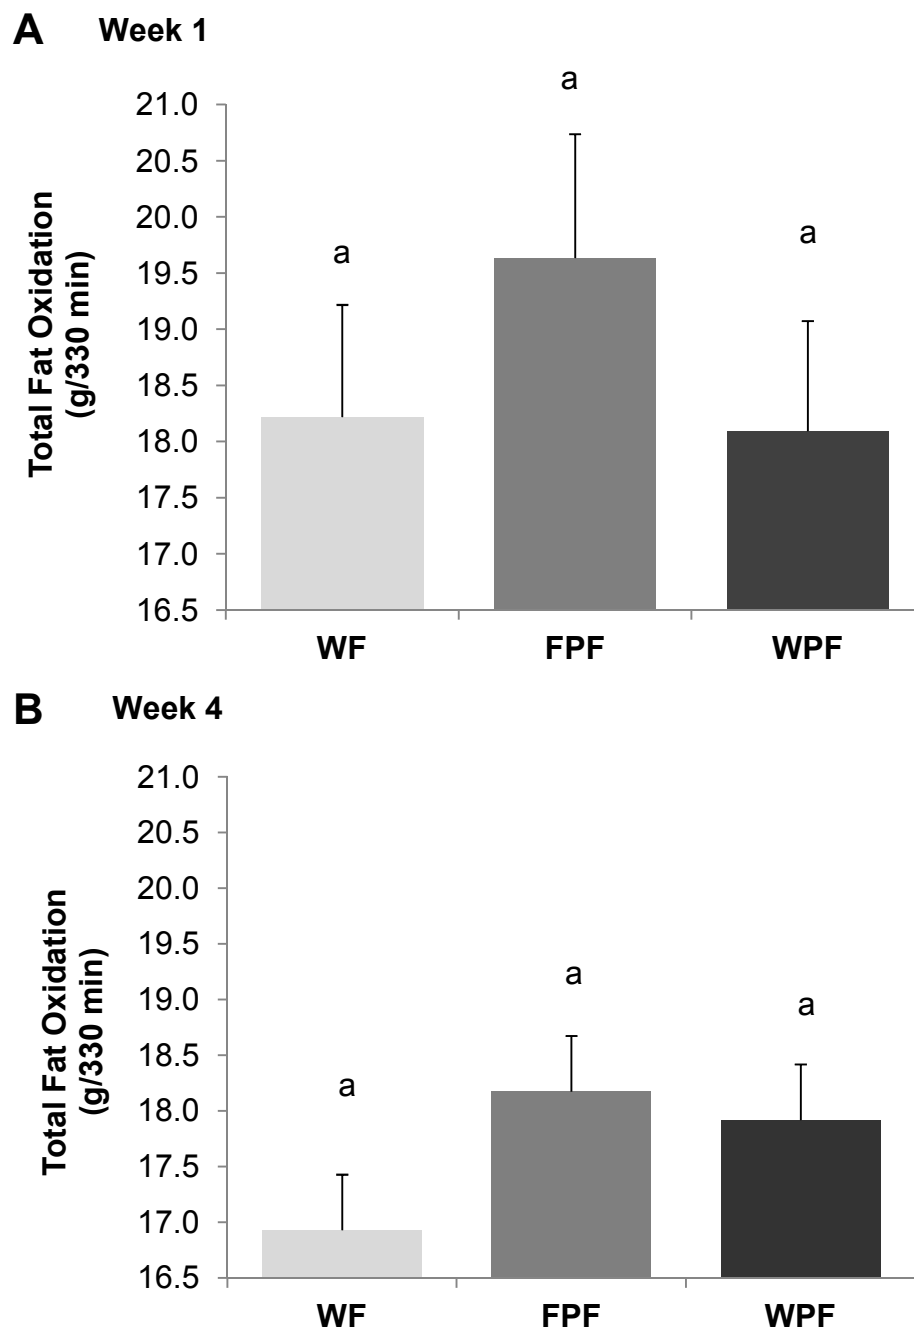 A Week 1
a
a
a
21.0
20.5
20.0
19.5
19.0
18.5
18.0
17.5
17.0
16.5
Total Fat Oxidation
(g/330 min)
WF FPF WPF
B Week 4
21.0
20.5
20.0
19.5
19.0
18.5
18.0
17.5
17.0
16.5
a
a
a
Total Fat Oxidation
(g/330 min)
WF FPF WPF